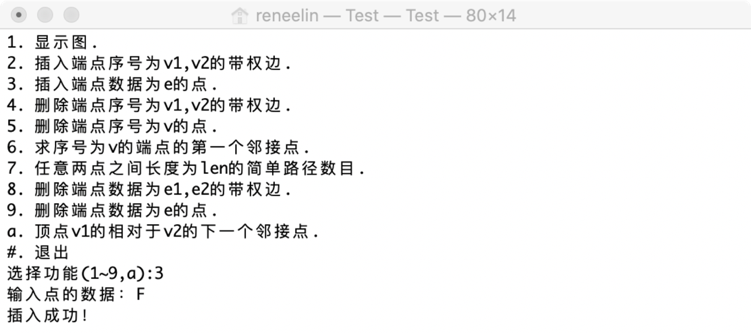 reneelin — Test — Test — 80×14
1. 显示图.
2. 插入端点序号为v1,v2的带权边.
3. 插入端点数据为e的点.
4. 删除端点序号为v1,v2的带权边.
5. 删除端点序号为v的点.
6. 求序号为v的端点的第一个邻接点.
7. 任意两点之间长度为len的简单路径数目.
8. 删除端点数据为e1,e2的带权边.
9. 删除端点数据为e的点.
a. 顶点v1的相对于v2的下一个邻接点.
#. 退出
选择功能(1~9,a):3
输入点的数据: F
插入成功!